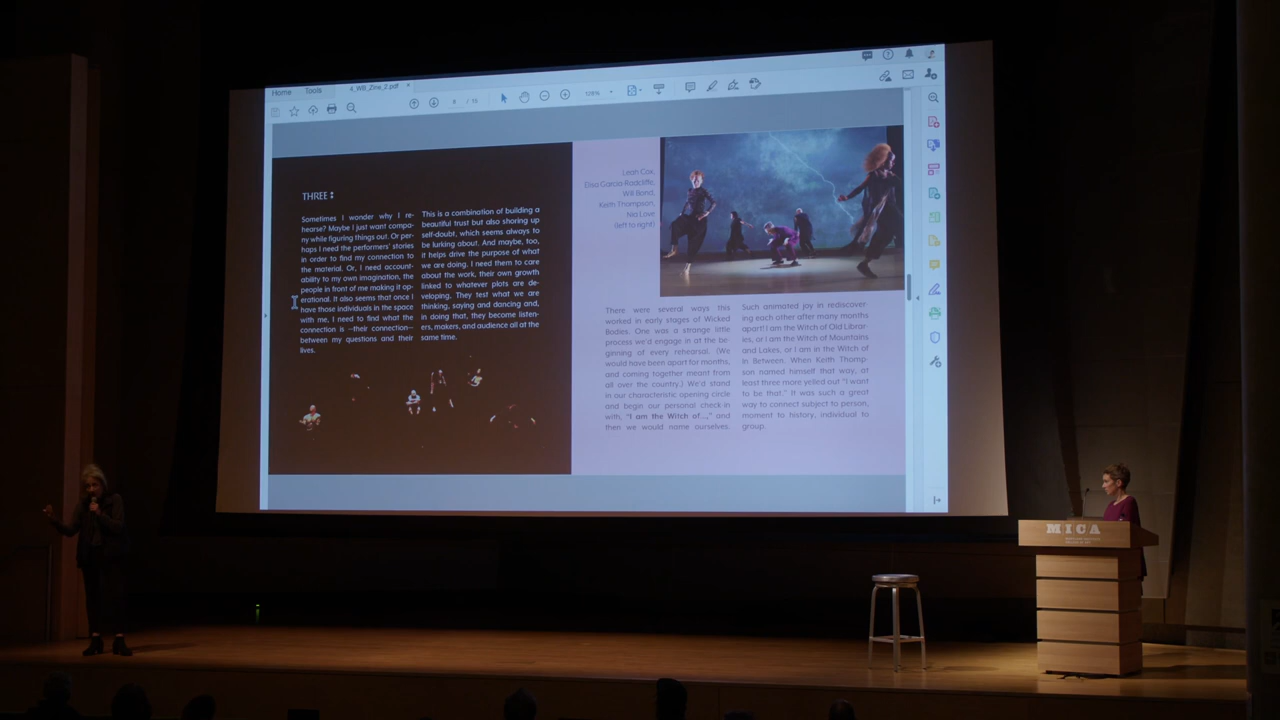 Home
Tools
4_WB_Zine_2.pdf
128%
THREE :
Sometimes I wonder why I re-
hearse? Maybe I just want compa-
ny while figuring things out. Or per-
haps I need the performers' stories
in order to find my connection to
the material. Or, I need account-
ability to my own imagination, the
people in front of me making it op-
erational. It also seems that once I
have those individuals in the space
with me, I need to find what the
connection is —their connection—
between my questions and their
lives.
This is a combination of building a
beautiful trust but also shoring up
self-doubt, which seems always to
be lurking about. And maybe, too,
it helps drive the purpose of what
we are doing. I need them to care
about the work, their own growth
linked to whatever plots are de-
veloping. They test what we are
thinking, saying and dancing and,
in doing that, they become listen-
ers, makers, and audience all at the
same time.
Leah Cox,
Elisa Garcia-Radcliffe,
Will Bond,
Keith Thompson,
Nia Love
(left to right)
There were several ways this
worked in early stages of Wicked
Bodies. One was a strange little
process we'd engage in at the be-
ginning of every rehearsal. (We
would have been apart for months,
and coming together meant from
all over the country.) We'd stand
in our characteristic opening circle
and begin our personal check-in
with, "I am the Witch of...," and
then we would name ourselves.
Such animated joy in rediscover-
ing each other after many months
apart! I am the Witch of Old Librar-
ies, or I am the Witch of Mountains
and Lakes, or I am in the Witch of
In Between. When Keith Thomp-
son named himself that way, at
least three more yelled out "I want
to be that." It was such a great
way to connect subject to person,
moment to history, individual to
group.
MICA